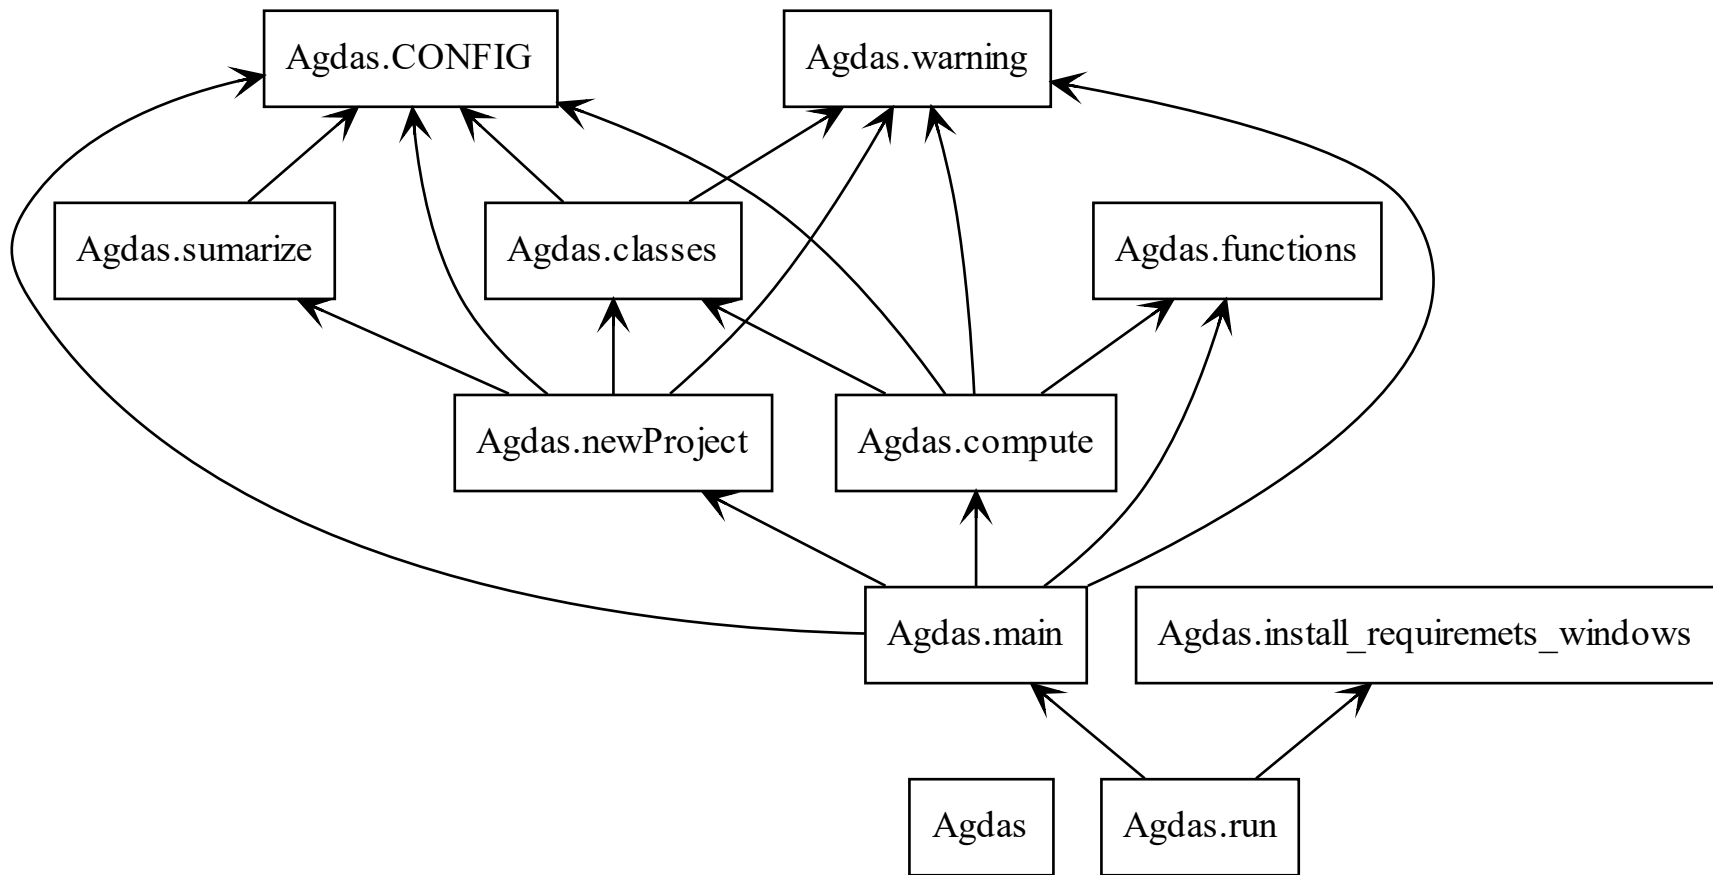 Agdas.CONFIG
Agdas.warning
Agdas.sumarize
Agdas.classes
Agdas.functions
Agdas.newProject
Agdas.compute
Agdas.main
Agdas.install_requiremets_windows
Agdas
Agdas.run